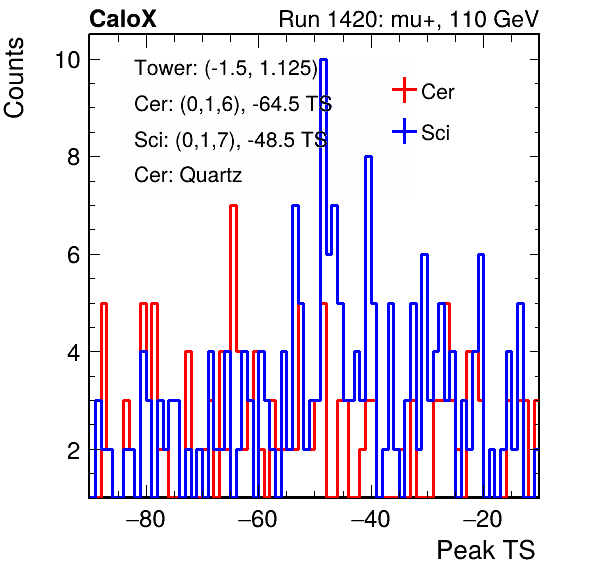 CaloX Run 1420: mu+, 110 GeV
Counts
Tower: (-1.5, 1.125)
Cer: (0,1,6), -64.5 TS
Sci: (0,1,7), -48.5 TS
Cer: Quartz
Cer
Sci
10
8
6
4
2
−80 −60 −40 −20
Peak TS